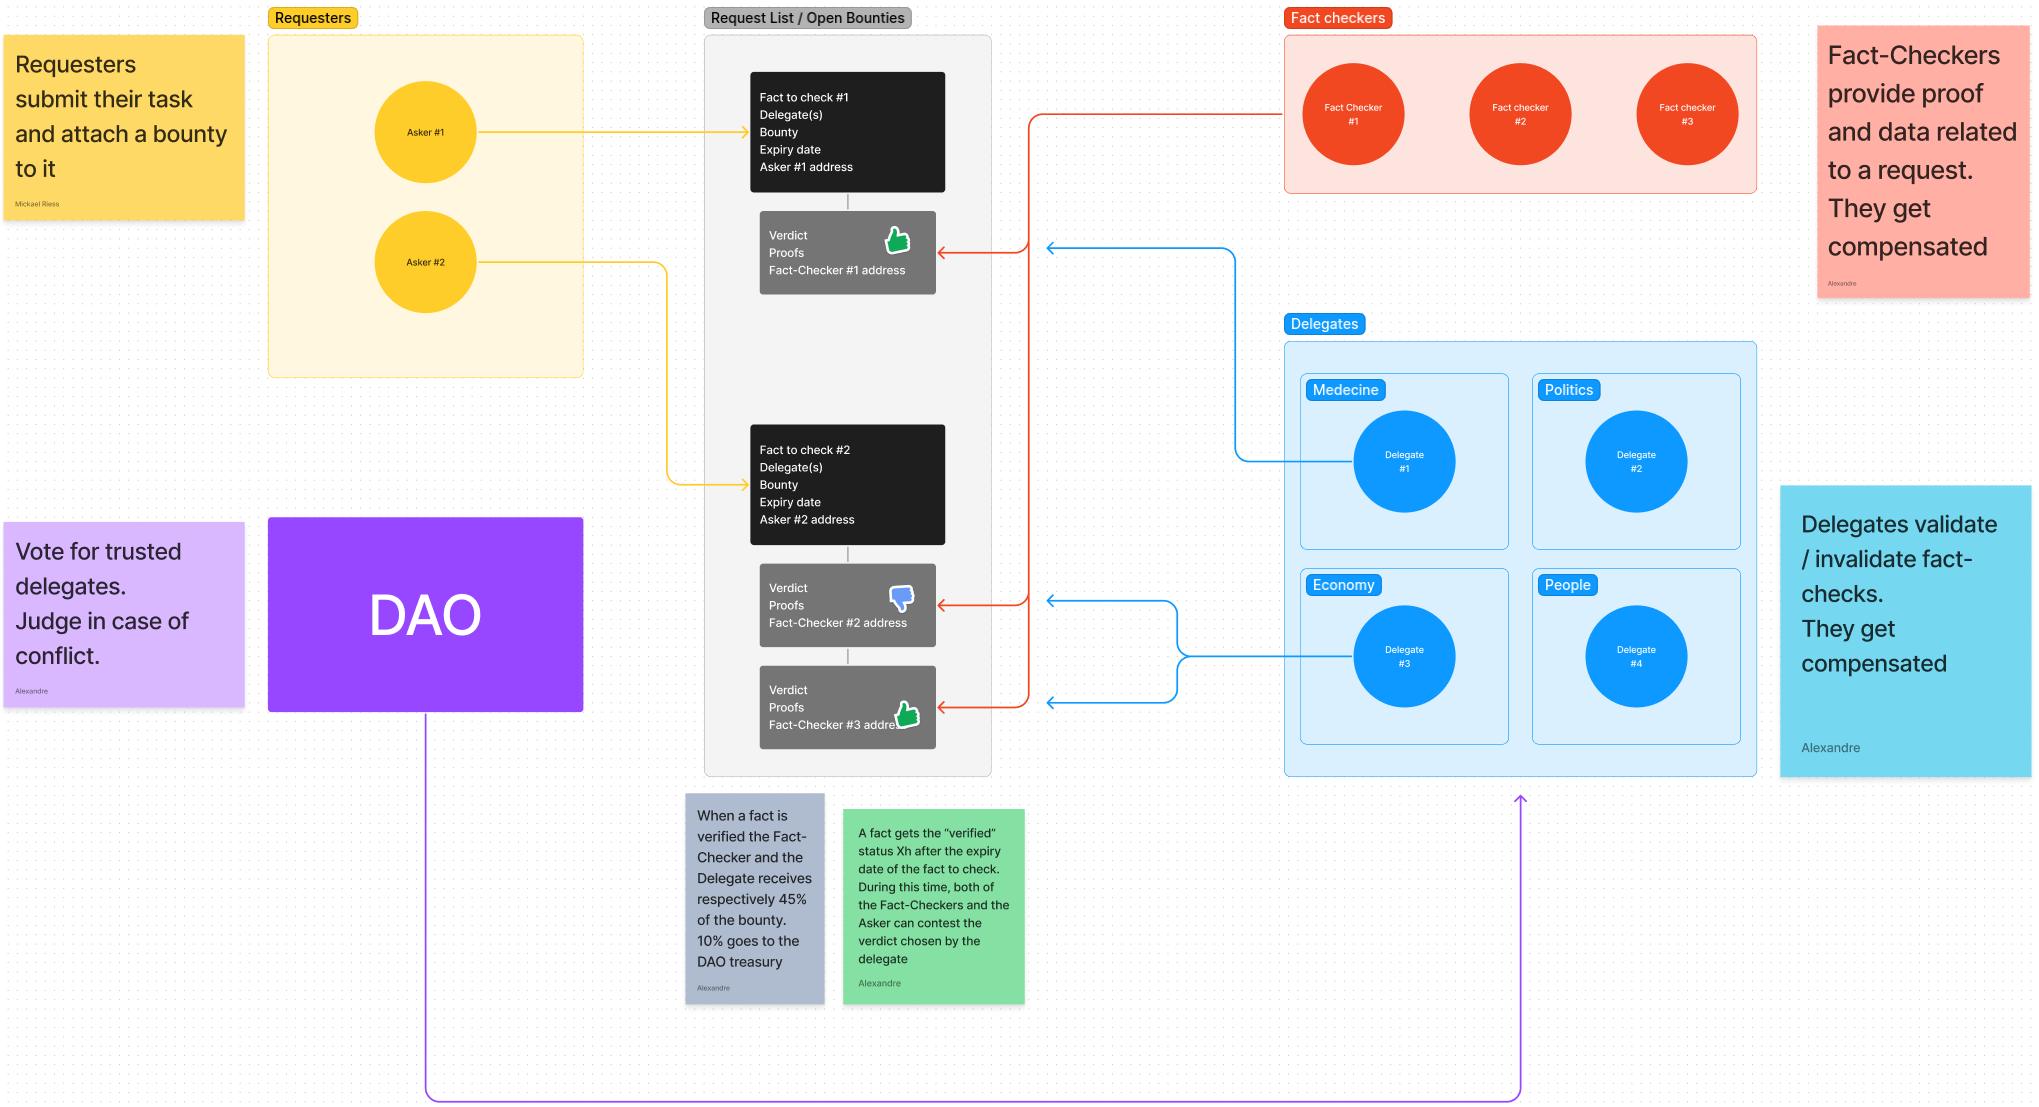 Requesters
Request List / Open Bounties
Fact checkers
Requesters
submit their task
and attach a bounty
to it
Mickael Riess
Asker #1
Asker #2
Fact to check #1
Delegate(s)
Bounty
Expiry date
Asker #1 address
Verdict
Proofs
Fact-Checker #1 address
Fact to check #2
Delegate(s)
Bounty
Expiry date
Asker #2 address
Verdict
Proofs
Fact-Checker #2 address
Verdict
Proofs
Fact-Checker #3 addre
Fact Checker
#1
Fact checker
#2
Fact checker
#3
Fact-Checkers
provide proof
and data related
to a request.
They get
compensated
Alexandre
Delegates
Medecine
Delegate
#1
Politics
Delegate
#2
Economy
Delegate
#3
People
Delegate
#4
Delegates validate
/ invalidate fact-
checks.
They get
compensated
Alexandre
Vote for trusted
delegates.
Judge in case of
conflict.
Alexandre
DAO
When a fact is
verified the Fact-
Checker and the
Delegate receives
respectively 45%
of the bounty.
10% goes to the
DAO treasury
Alexandre
A fact gets the “verified”
status Xh after the expiry
date of the fact to check.
During this time, both of
the Fact-Checkers and the
Asker can contest the
verdict chosen by the
delegate
Alexandre